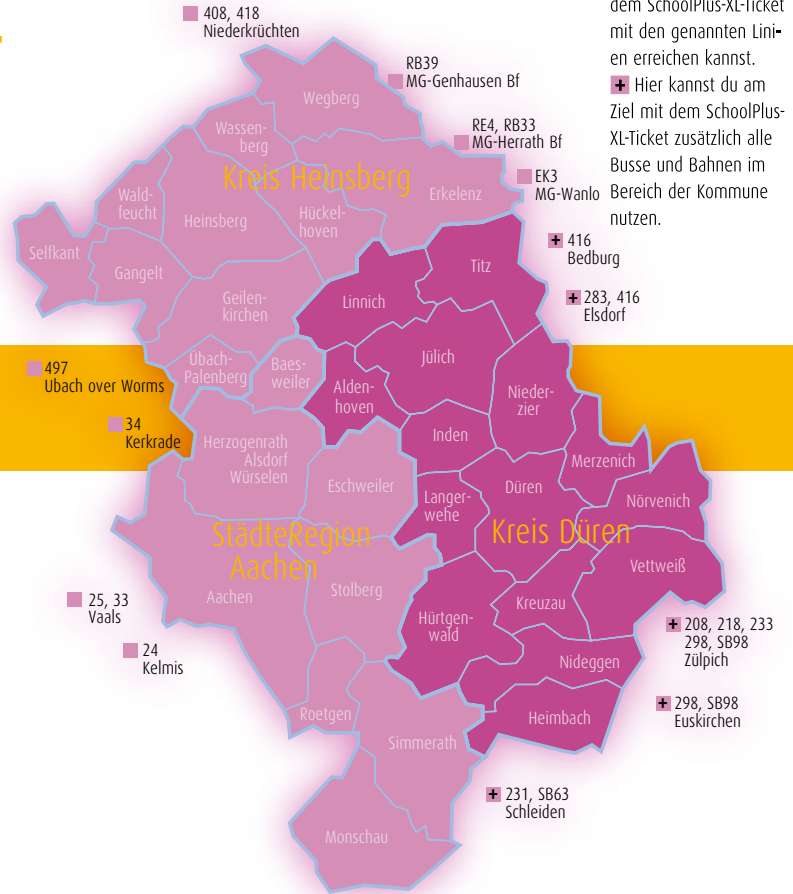 dem SchoolPlus-XL-Ticket
mit den genannten Lini-
en erreichen kannst.
+ Hier kannst du am
Ziel mit dem SchoolPlus-
XL-Ticket zusätzlich alle
Busse und Bahnen im
Bereich der Kommune
nutzen.
408, 418
Niederkrüchten
RB39
MG-Genhausen Bf
RE4, RB33
MG-Herrath Bf
EK3
MG-Wanlo
+ 416
Bedburg
+ 283, 416
Elsdorf
Wegberg
Wassen-
berg
Kreis Heinsberg
Erkelenz
Wald-
feucht
Heinsberg
Hückel-
hoven
Selfkant
Gangelt
Geilen-
kirchen
Übach-
Palenberg
Baes-
weiler
Linnich
Titz
Jülich
Alden-
hoven
Nieder-
zier
Inden
Merzenich
497
Ubach over Worms
34
Kerkrade
Herzogenrath
Alsdorf
Würselen
Eschweiler
Langer-
wehe
Düren
Nörvenich
StädteRegion
Aachen
Kreis Düren
Vettweiß
Aachen
Stolberg
Hürtgen-
wald
Kreuzau
Nideggen
Heimbach
25, 33
Vaals
24
Kelmis
Roetgen
Simmerath
Monschau
+ 208, 218, 233
298, SB98
Zülpich
+ 298, SB98
Euskirchen
+ 231, SB63
Schleiden